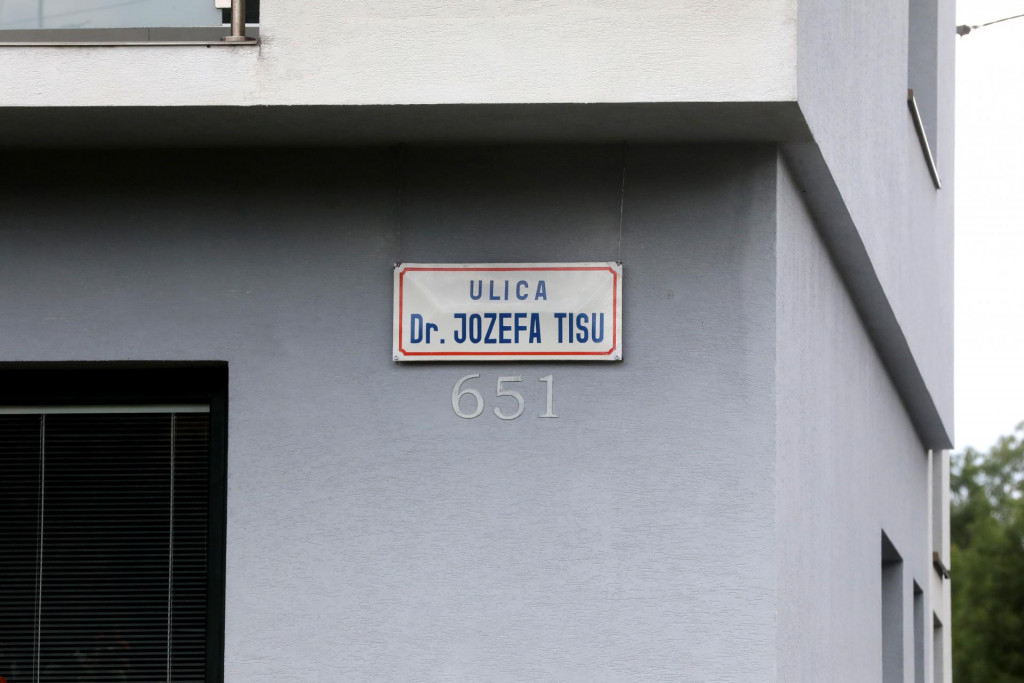 ULICA
Dr. JOZEFA TISU
651